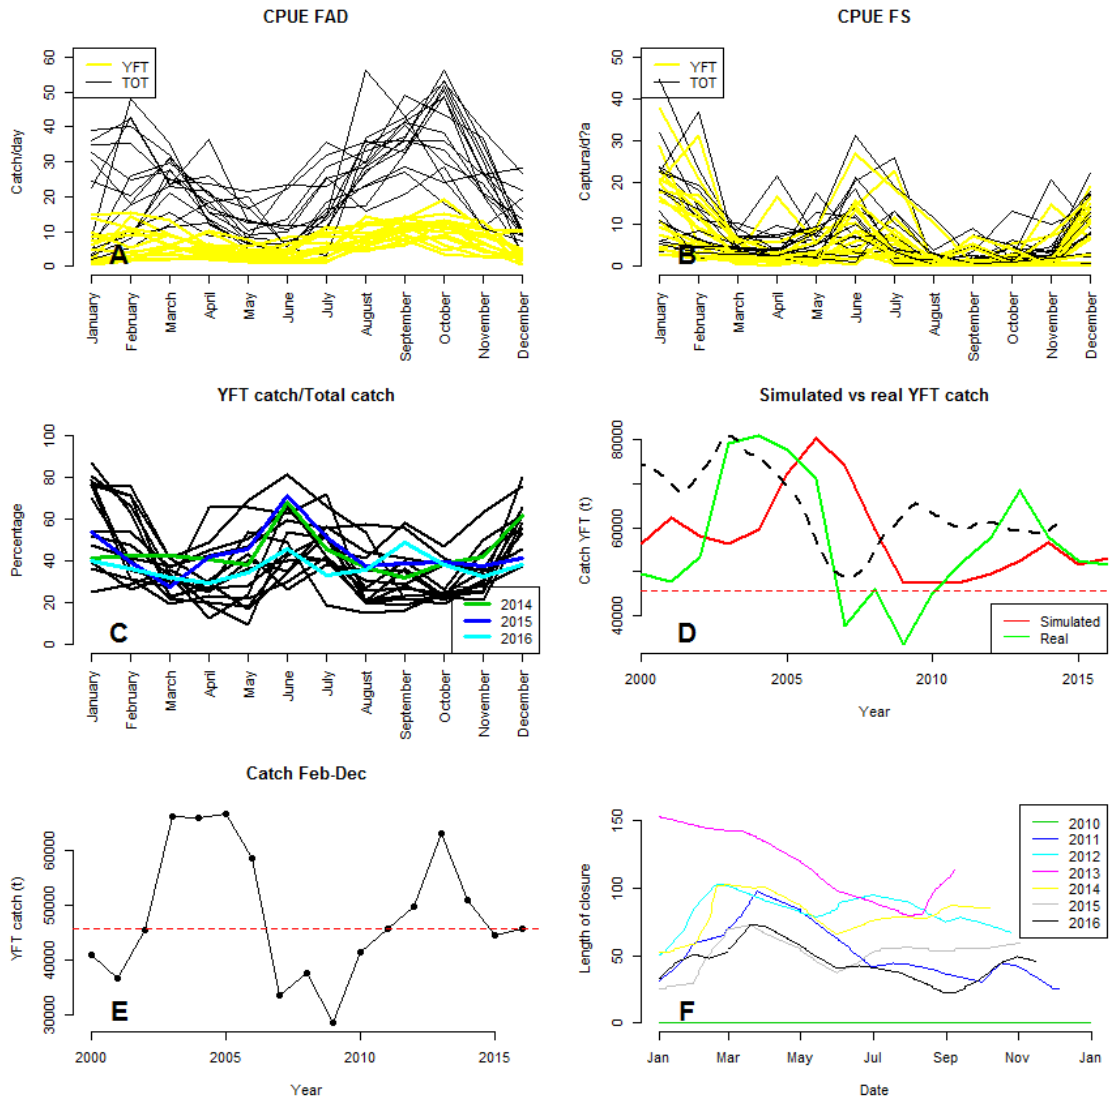 CPUE FAD
Catch/day
0 10 20 30 40 50 60
YFT
TOT
A
January February March April May June July August September October November December
CPUE FS
Captura/d?a
0 10 20 30 40 50
YFT
TOT
B
January February March April May June July August September October November December
YFT catch/Total catch
Percentage
0 20 40 60 80 100
C
2014
2015
2016
January February March April May June July August September October November December
Simulated vs real YFT catch
Catch YFT (t)
40000 60000 80000
D
Simulated
Real
2000 2005 2010 2015
Year
Catch Feb-Dec
YFT catch (t)
30000 40000 50000 60000
E
2000 2005 2010 2015
Year
Length of closure
0 50 100 150
2010
2011
2012
2013
2014
2015
2016
F
Jan Mar May Jul Sep Nov Jan
Date